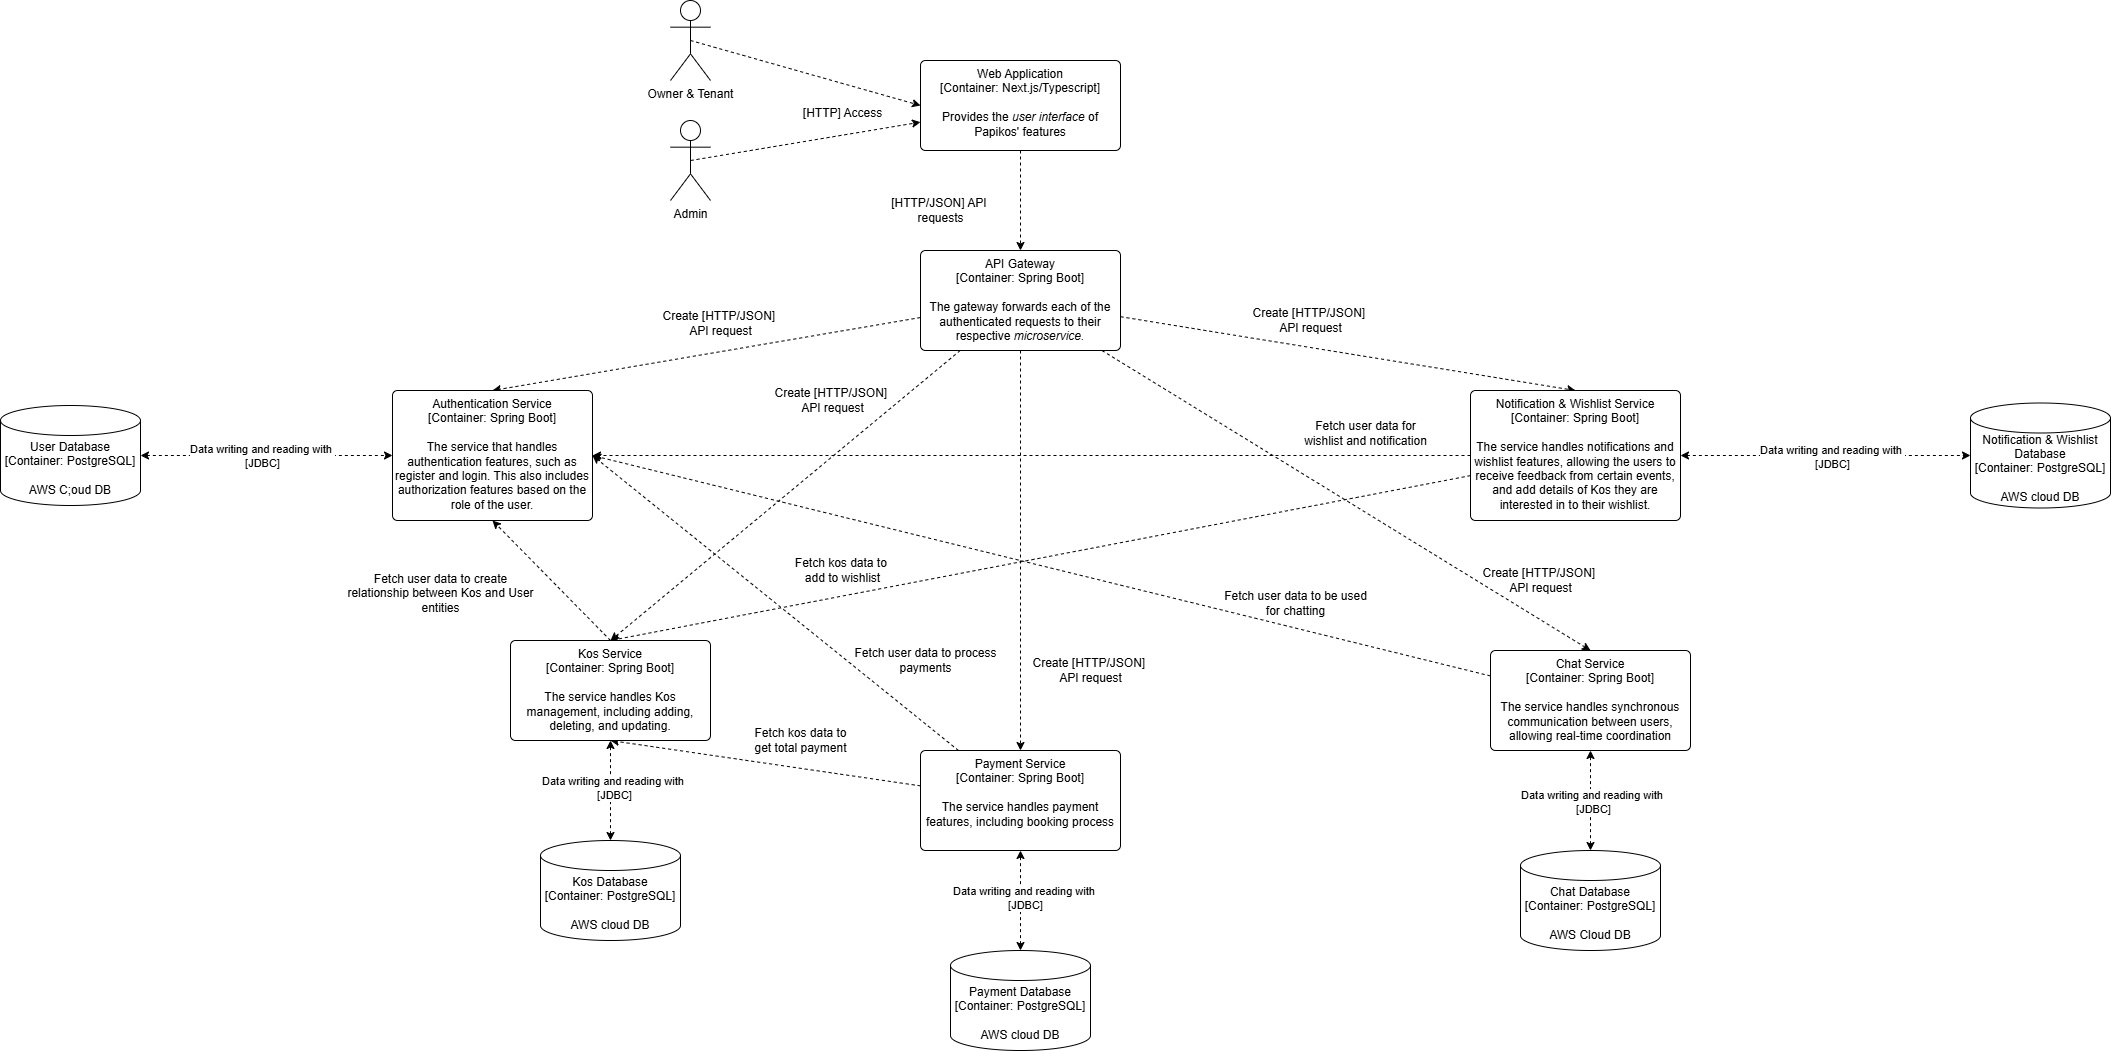 Owner & Tenant
[HTTP] Access
Admin
Web Application
[Container: Next.js/Typescript]
Provides the user interface of
Papikos' features
[HTTP/JSON] API
requests
API Gateway
[Container: Spring Boot]
The gateway forwards each of the
authenticated requests to their
respective microservice.
Create [HTTP/JSON]
API request
Create [HTTP/JSON]
API request
Create [HTTP/JSON]
API request
Authentication Service
[Container: Spring Boot]
The service that handles
authentication features, such as
register and login. This also includes
authorization features based on the
role of the user.
User Database
[Container: PostgreSQL]
AWS C;oud DB
Data writing and reading with
[JDBC]
Fetch user data for
wishlist and notification
Notification & Wishlist Service
[Container: Spring Boot]
The service handles notifications and
wishlist features, allowing the users to
receive feedback from certain events,
and add details of Kos they are
interested in to their wishlist.
Data writing and reading with
[JDBC]
Notification & Wishlist
Database
[Container: PostgreSQL]
AWS cloud DB
Fetch user data to create
relationship between Kos and User
entities
Fetch kos data to
add to wishlist
Fetch user data to be used
for chatting
Create [HTTP/JSON]
API request
Kos Service
[Container: Spring Boot]
The service handles Kos
management, including adding,
deleting, and updating.
Fetch user data to process
payments
Create [HTTP/JSON]
API request
Chat Service
[Container: Spring Boot]
The service handles synchronous
communication between users,
allowing real-time coordination
Fetch kos data to
get total payment
Payment Service
[Container: Spring Boot]
The service handles payment
features, including booking process
Data writing and reading with
[JDBC]
Data writing and reading with
[JDBC]
Kos Database
[Container: PostgreSQL]
AWS cloud DB
Data writing and reading with
[JDBC]
Chat Database
[Container: PostgreSQL]
AWS Cloud DB
Payment Database
[Container: PostgreSQL]
AWS cloud DB